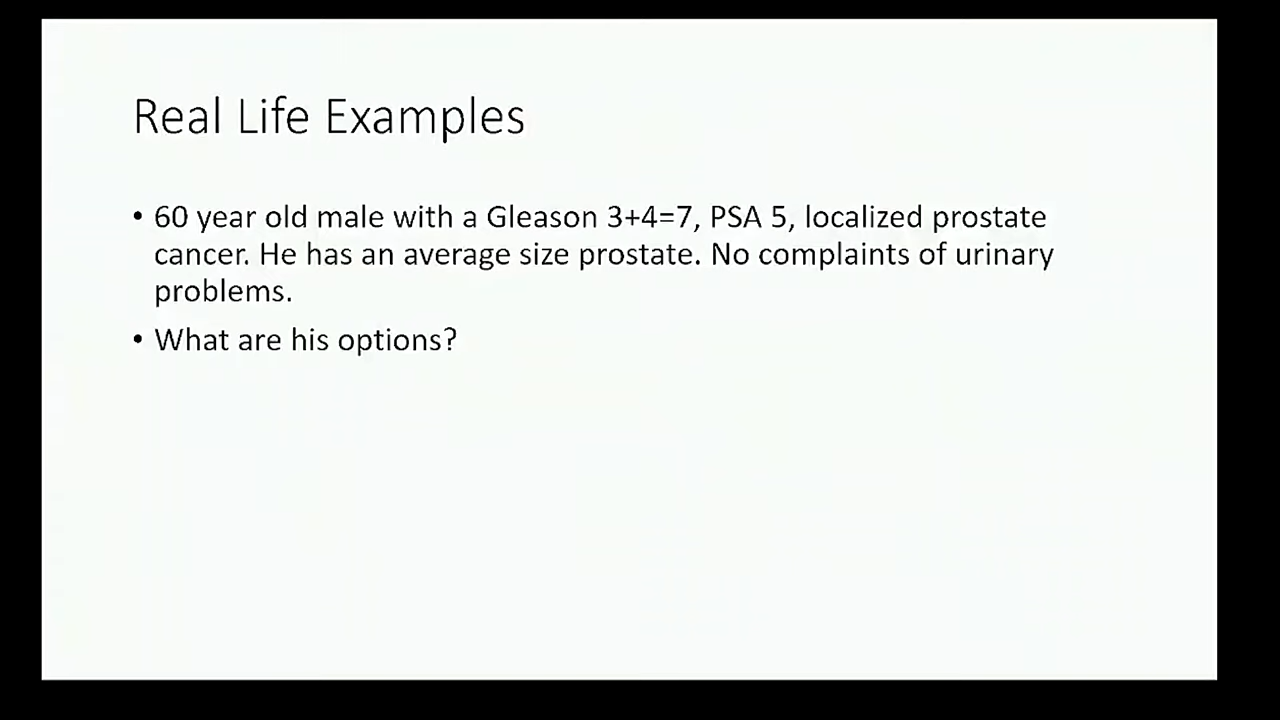 Real Life Examples
• 60 year old male with a Gleason 3+4=7, PSA 5, localized prostate
cancer. He has an average size prostate. No complaints of urinary
problems.
• What are his options?